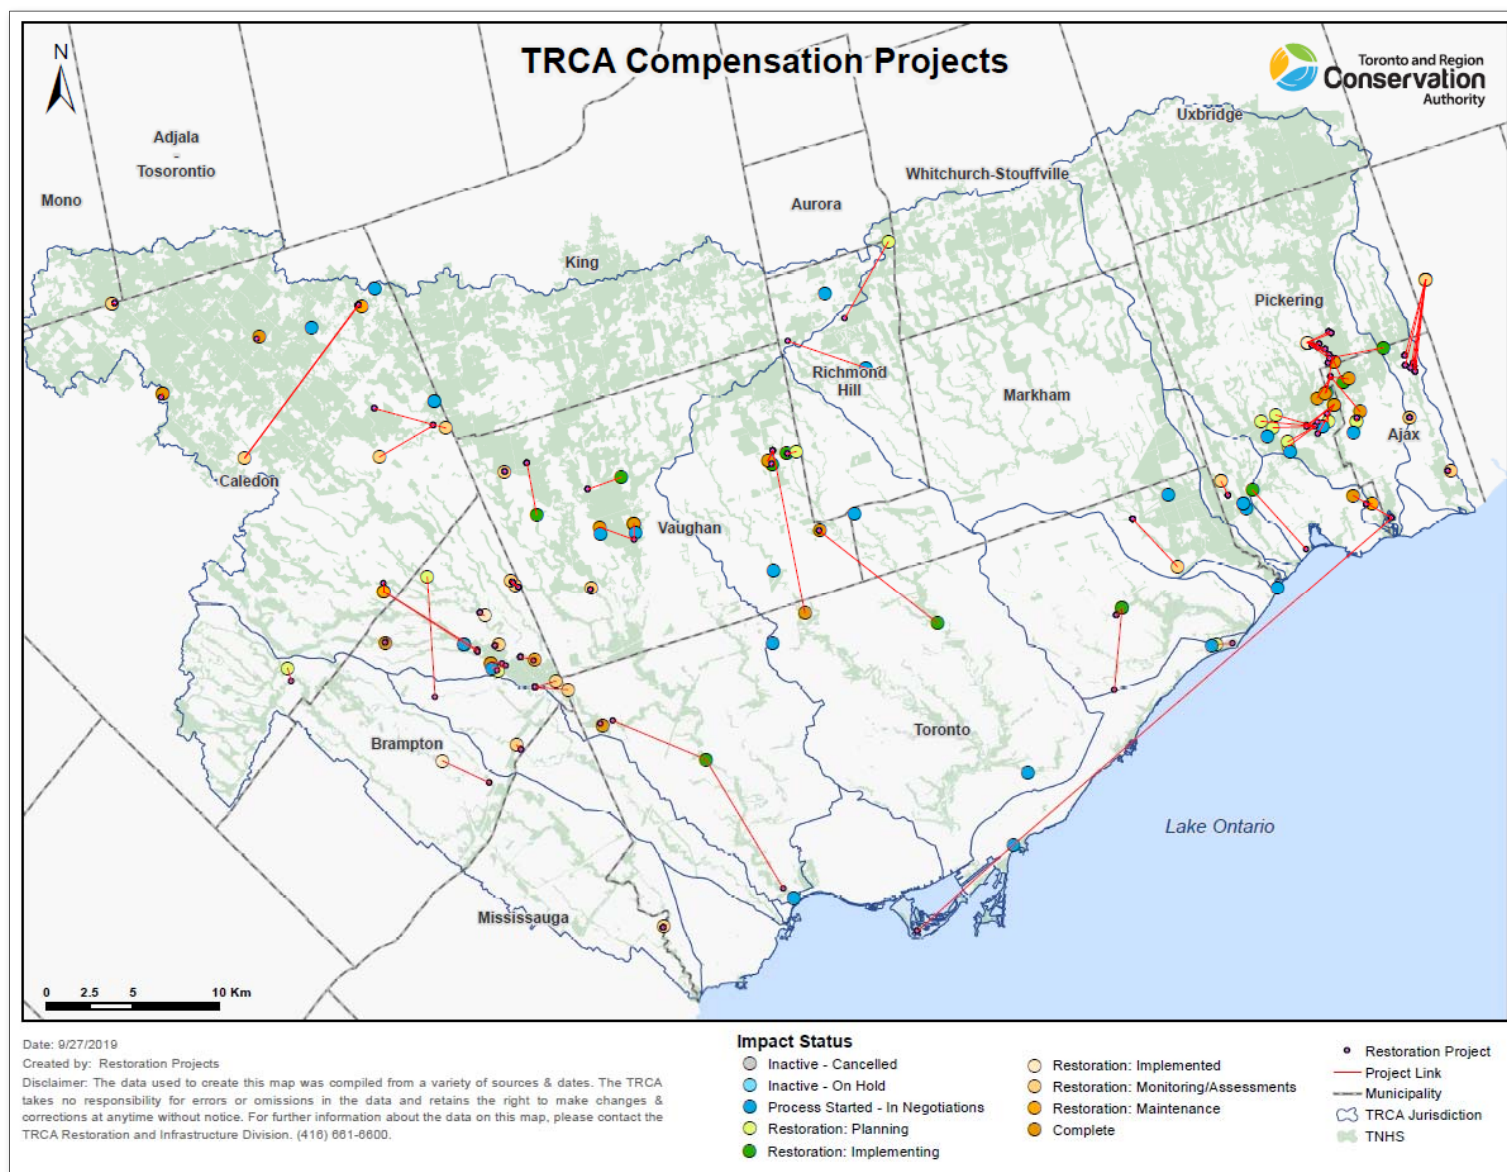 TRCA Compensation Projects
Toronto and Region
Conservation
Authority
N
Adjala
-
Tosorontio
Mono
Uxbridge
Whitchurch-Stouffville
Aurora
King
Pickering
Richmond
Hill
Markham
Ajax
Caledon
Vaughan
Toronto
Brampton
Lake Ontario
Mississauga
0 2.5 5 10 Km
Date: 9/27/2019
Created by: Restoration Projects
Disclaimer: The data used to create this map was compiled from a variety of sources & dates. The TRCA
takes no responsibility for errors or omissions in the data and retains the right to make changes &
corrections at anytime without notice. For further information about the data on this map, please contact the
TRCA Restoration and Infrastructure Division. (416) 661-6600.
Impact Status
Inactive - Cancelled
Inactive - On Hold
Process Started - In Negotiations
Restoration: Planning
Restoration: Implementing
Restoration: Implemented
Restoration: Monitoring/Assessments
Restoration: Maintenance
Complete
Restoration Project
Project Link
Municipality
TRCA Jurisdiction
TNHS